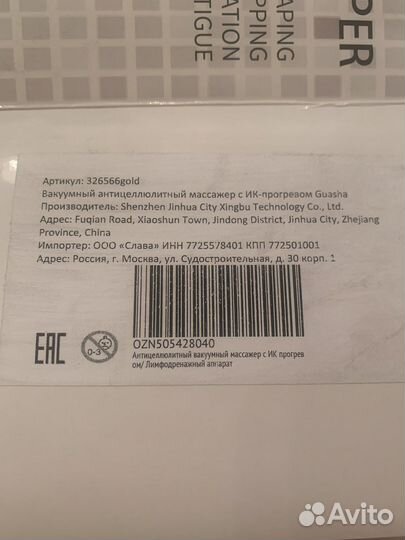 PER
APING
PPING
ATION
TIGUE
Артикул: 326566gold
Вакуумный антицеллюлитный массажер с ИК-прогревом Guasha
Производитель: Shenzhen Jinhua City Xingbu Technology Co., Ltd.
Адрес: Fuqian Road, Xiaoshun Town, Jindong District, Jinhua City, Zhejiang
Province, China
Импортер: ООО «Слава» ИНН 7725578401 КПП 772501001
Адрес: Россия, г. Москва, ул. Судостроительная, д. 30 корп. 1
EAC
0-3
OZN505428040
Антицеллюлитный вакуумный массажер с ИК прогрев
ом/ Лимфодренажный аппарат
Avito